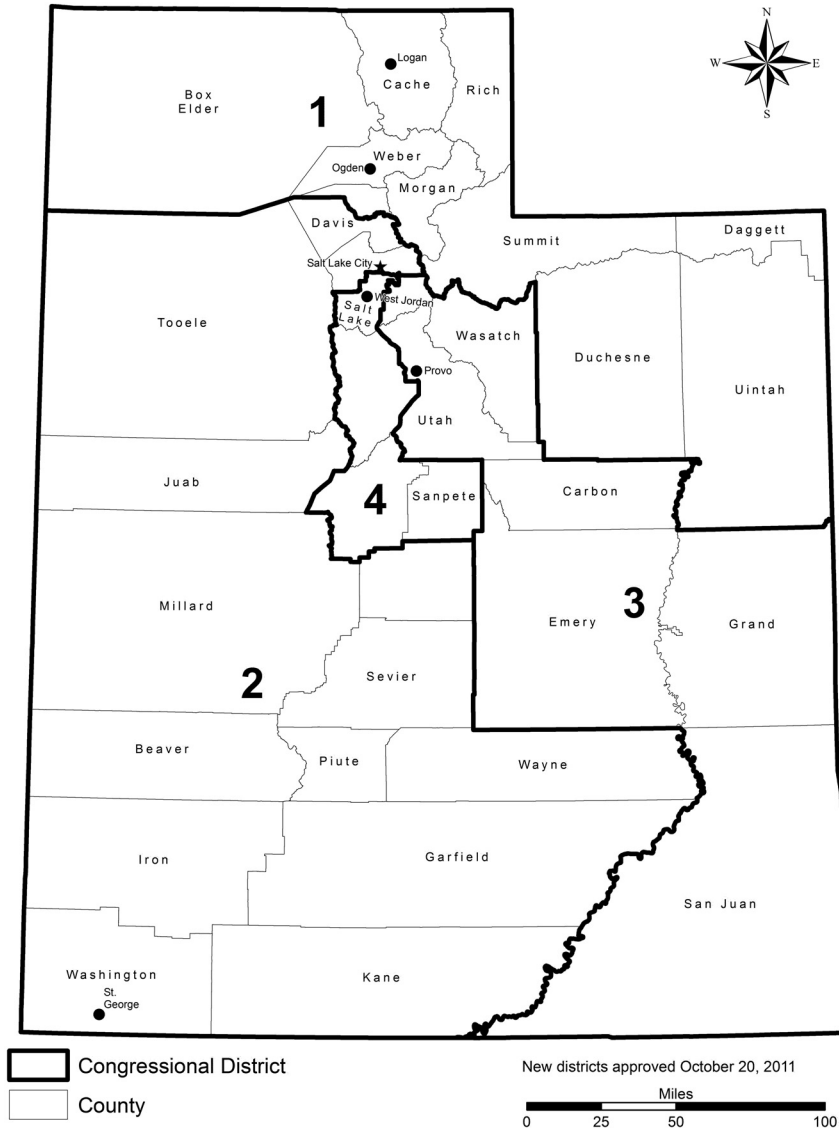 N
W E
S
Logan
Cache
Rich
Box
Elder
1
Weber
Ogden
Morgan
Davis
Summit
Daggett
Salt Lake City
West Jordan
Salt
Lake
Tooele
Wasatch
Duchesne
Provo
Uintah
Utah
Juab
4
Sanpete
Carbon
Millard
3
Emery
Grand
2
Sevier
Beaver
Piute
Wayne
Iron
Garfield
San Juan
Washington
St.
George
Kane
Congressional District
County
New districts approved October 20, 2011
Miles
0 25 50 100